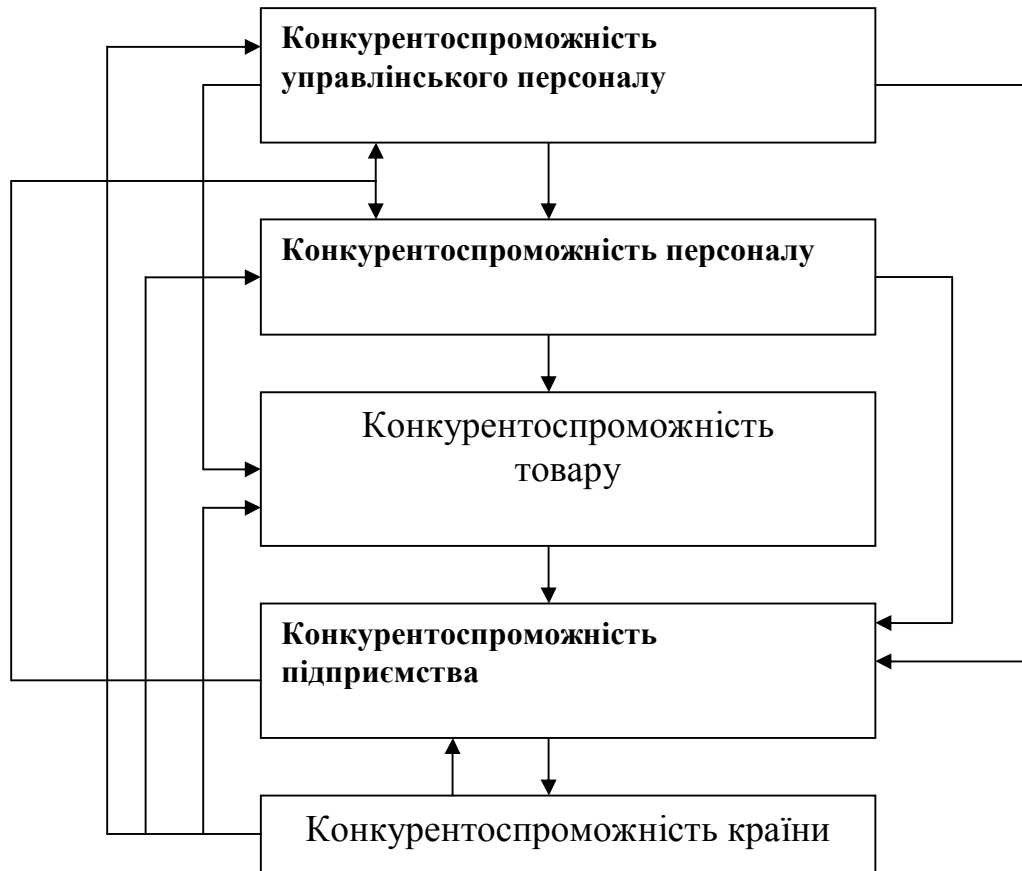 Конкурентоспроможність
управлінського персоналу
Конкурентоспроможність персоналу
Конкурентоспроможність
товару
Конкурентоспроможність
підприємства
Конкурентоспроможність країни